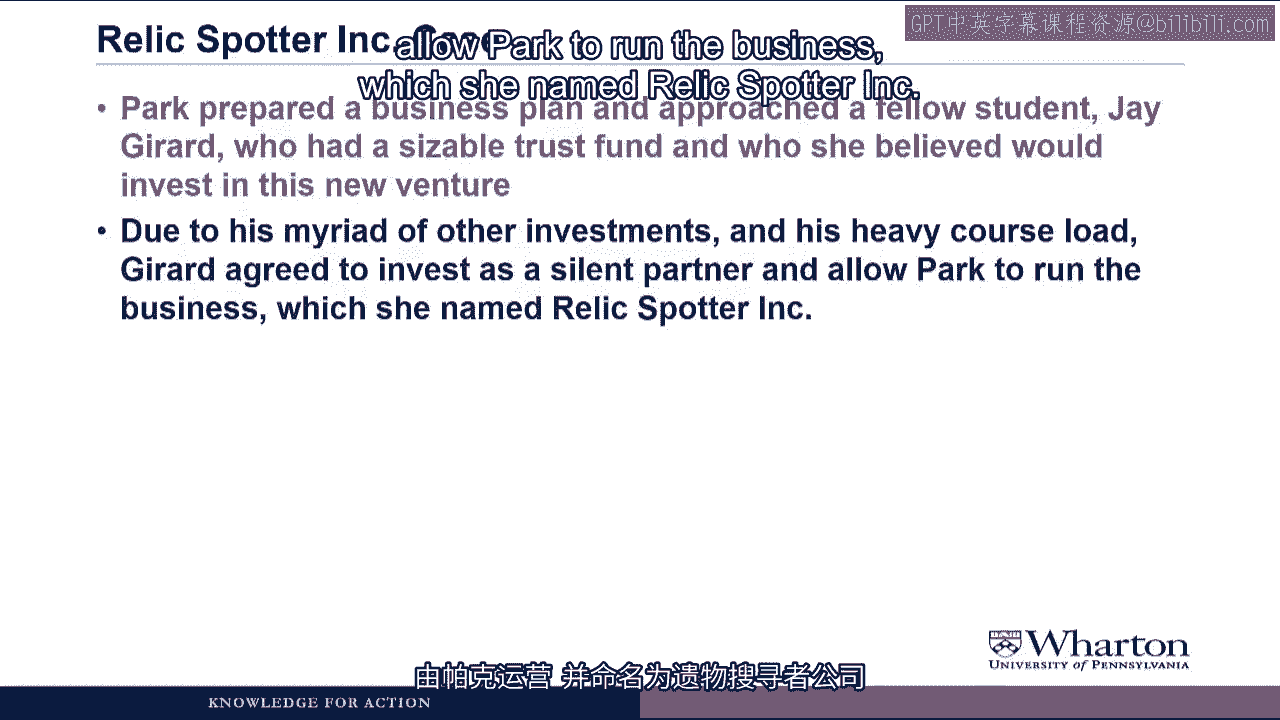 GPT中英字幕课程资源@bilibili.com
Relic Spotter Inc.
allow Park to run the business,
which she named Relic Spotter Inc.
• Park prepared a business plan and approached a fellow student, Jay
Girard, who had a sizable trust fund and who she believed would
invest in this new venture
• Due to his myriad of other investments, and his heavy course load,
Girard agreed to invest as a silent partner and allow Park to run the
business, which she named Relic Spotter Inc.
Wharton
UNIVERSITY of PENNSYLVANIA
由帕克运营 并命名为遗物搜寻者公司
KNOWLEDGE FOR ACTION